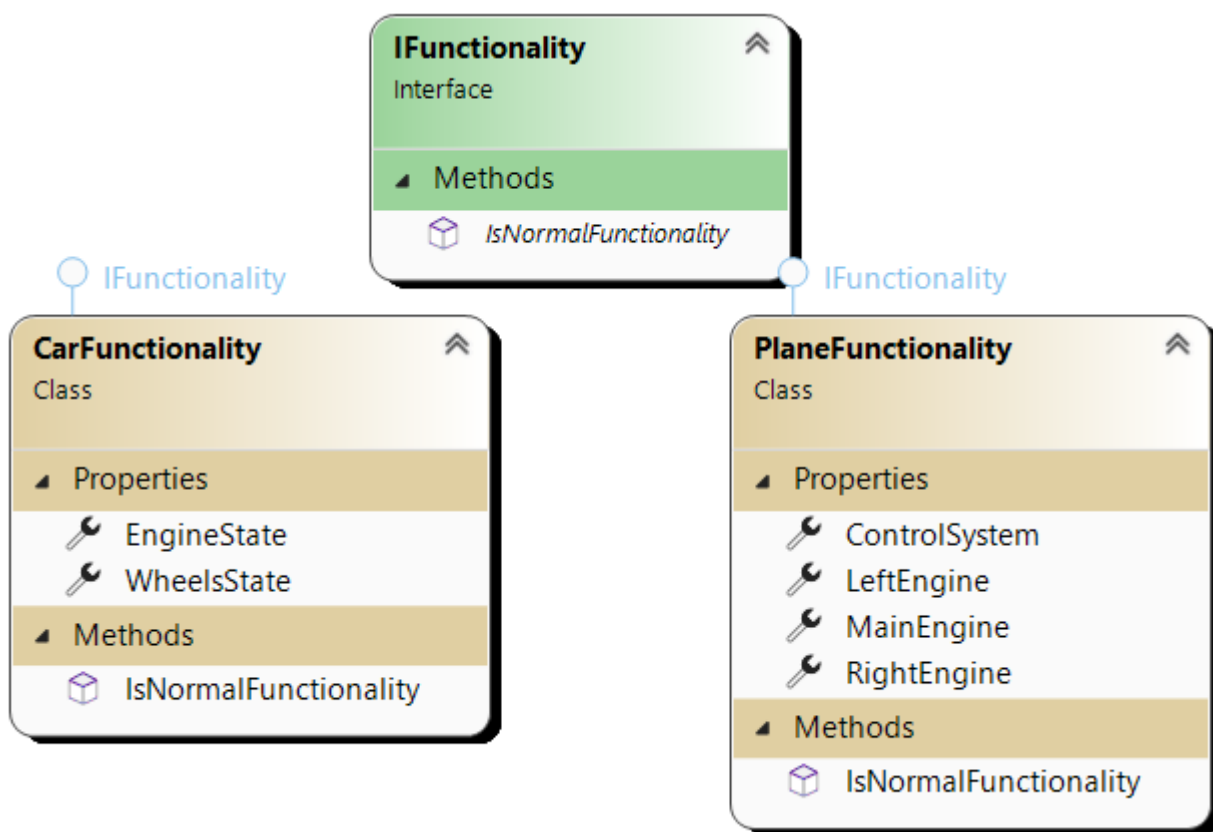 IFunctionality
Interface
Methods
IsNormalFunctionality
IFunctionality
CarFunctionality
Class
Properties
EngineState
WheelsState
Methods
IsNormalFunctionality
IFunctionality
PlaneFunctionality
Class
Properties
ControlSystem
LeftEngine
MainEngine
RightEngine
Methods
IsNormalFunctionality